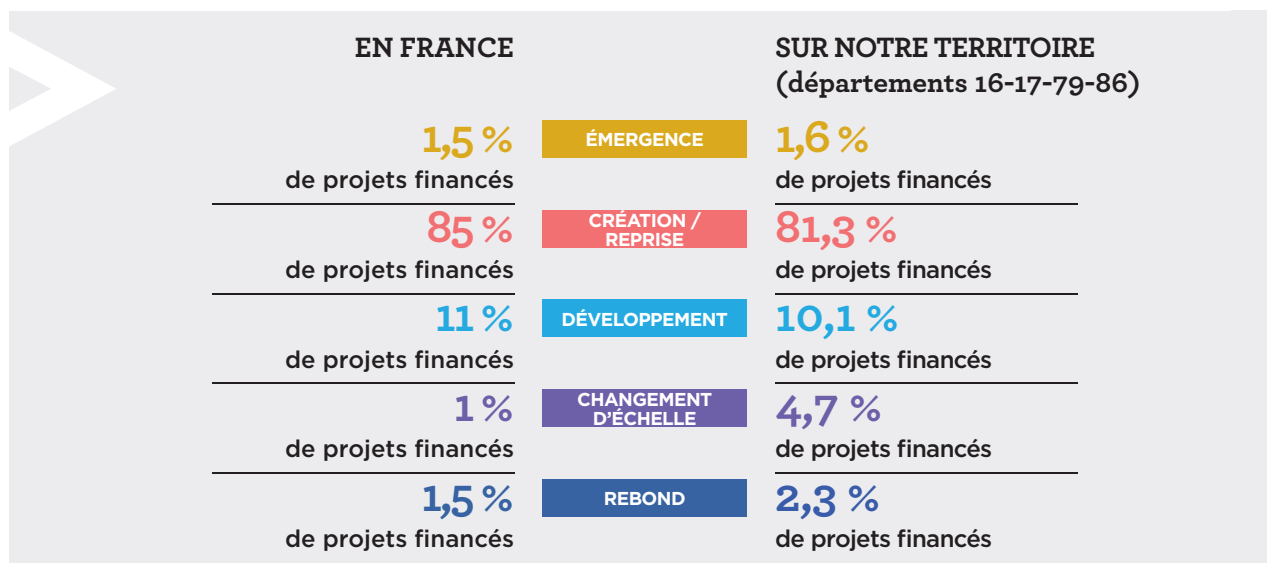 EN FRANCE
SUR NOTRE TERRITOIRE
(départements 16-17-79-86)
1,5 %
de projets financés
ÉMERGENCE
1,6 %
de projets financés
85 %
de projets financés
CRÉATION /
REPRISE
81,3 %
de projets financés
11 %
de projets financés
DÉVELOPPEMENT
10,1 %
de projets financés
1 %
de projets financés
CHANGEMENT
D’ÉCHELLE
4,7 %
de projets financés
1,5 %
de projets financés
REBOND
2,3 %
de projets financés